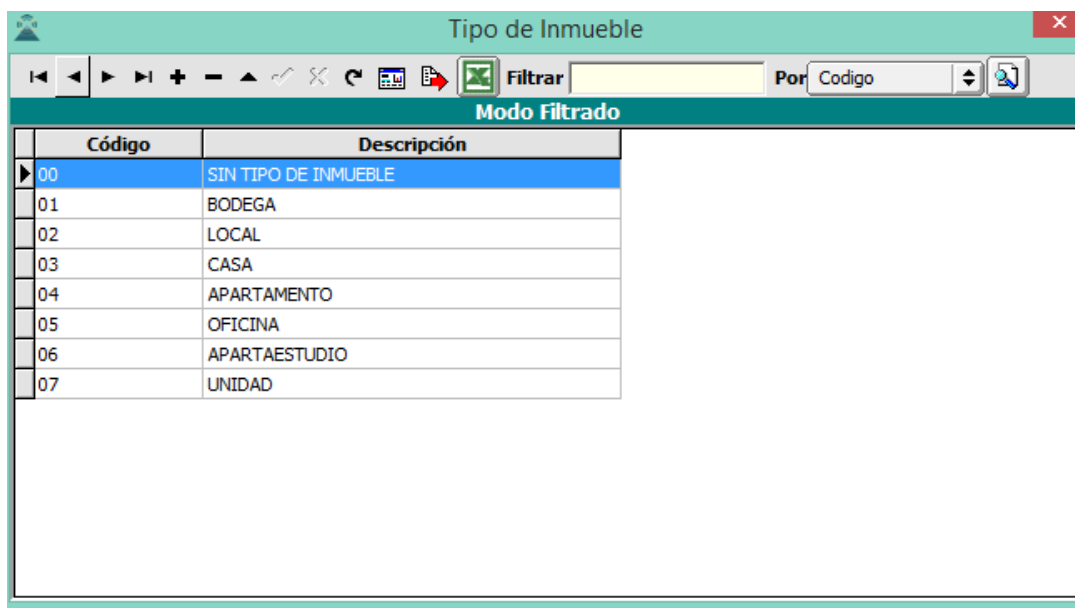 Tipo de Inmueble
Filtrar Por Codigo
Modo Filtrado
Código Descripción
00 SIN TIPO DE INMUEBLE
01 BODEGA
02 LOCAL
03 CASA
04 APARTAMENTO
05 OFICINA
06 APARTAESTUDIO
07 UNIDAD